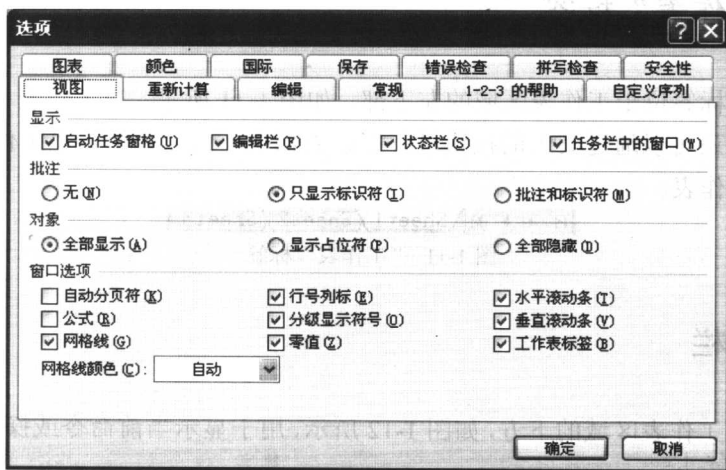 选项
图表 颜色 国际 保存 错误检查 拼写检查 安全性
视图 重新计算 编辑 常规 1-2-3 的帮助 自定义序列
显示
启动任务窗格(U) 编辑栏(F) 状态栏(S) 任务栏中的窗口(W)
批注
无(N) 只显示标识符(I) 批注和标识符(M)
对象
全部显示(A) 显示占位符(P) 全部隐藏(D)
窗口选项
自动分页符(K) 行号列标(E) 水平滚动条(T)
公式(R) 分级显示符号(O) 垂直滚动条(V)
网格线(G) 零值(Z) 工作表标签(B)
网格线颜色(C): 自动
确定 取消